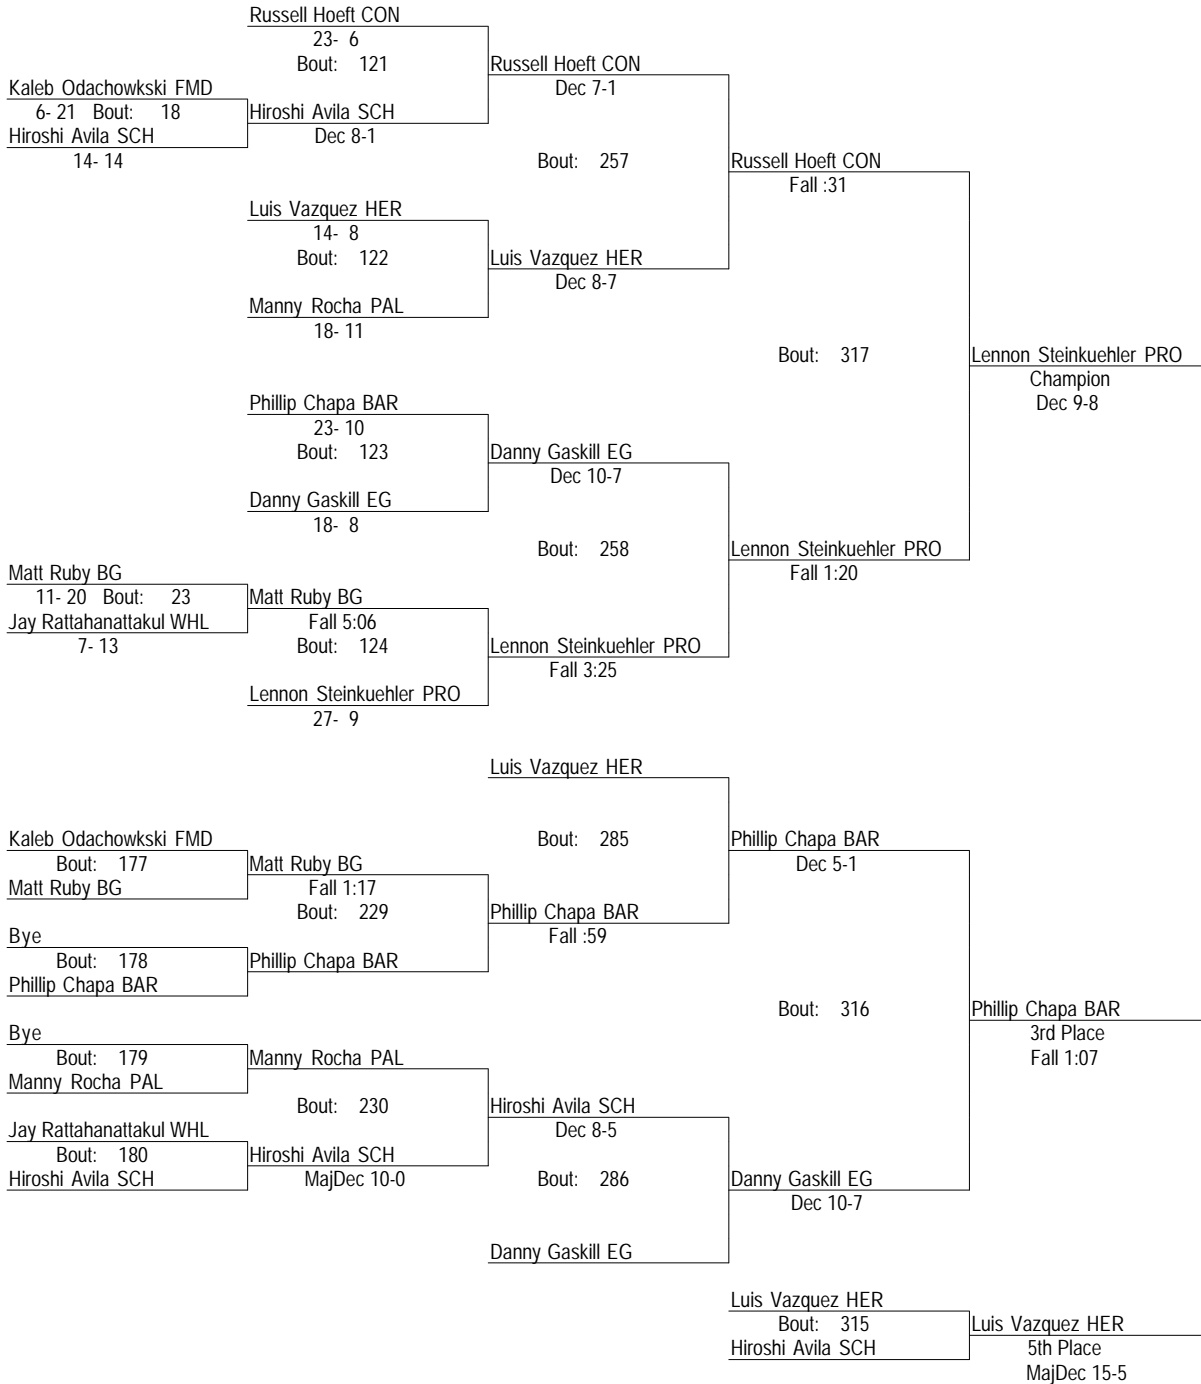 Russell Hoeft CON
23- 6
Bout: 121
Russell Hoeft CON
Dec 7-1
Kaleb Odachowkski FMD
6- 21 Bout: 18
Hiroshi Avila SCH
Dec 8-1
Hiroshi Avila SCH
14- 14
Bout: 257
Russell Hoeft CON
Fall :31
Luis Vazquez HER
14- 8
Bout: 122
Luis Vazquez HER
Dec 8-7
Manny Rocha PAL
18- 11
Bout: 317
Lennon Steinkuehler PRO
Champion
Dec 9-8
Phillip Chapa BAR
23- 10
Bout: 123
Danny Gaskill EG
Dec 10-7
Danny Gaskill EG
18- 8
Bout: 258
Lennon Steinkuehler PRO
Fall 1:20
Matt Ruby BG
11- 20 Bout: 23
Matt Ruby BG
Fall 5:06
Jay Rattahanattakul WHL
7- 13
Bout: 124
Lennon Steinkuehler PRO
Fall 3:25
Lennon Steinkuehler PRO
27- 9
Luis Vazquez HER
Kaleb Odachowkski FMD
Bout: 285
Phillip Chapa BAR
Dec 5-1
Bout: 177
Matt Ruby BG
Fall 1:17
Matt Ruby BG
Bout: 229
Phillip Chapa BAR
Fall :59
Bye
Bout: 178
Phillip Chapa BAR
Phillip Chapa BAR
Bout: 316
Phillip Chapa BAR
3rd Place
Fall 1:07
Bye
Bout: 179
Manny Rocha PAL
Manny Rocha PAL
Bout: 230
Hiroshi Avila SCH
Dec 8-5
Jay Rattahanattakul WHL
Bout: 180
Hiroshi Avila SCH
MajDec 10-0
Hiroshi Avila SCH
Bout: 286
Danny Gaskill EG
Dec 10-7
Danny Gaskill EG
Luis Vazquez HER
Bout: 315
Luis Vazquez HER
Hiroshi Avila SCH
5th Place
MajDec 15-5